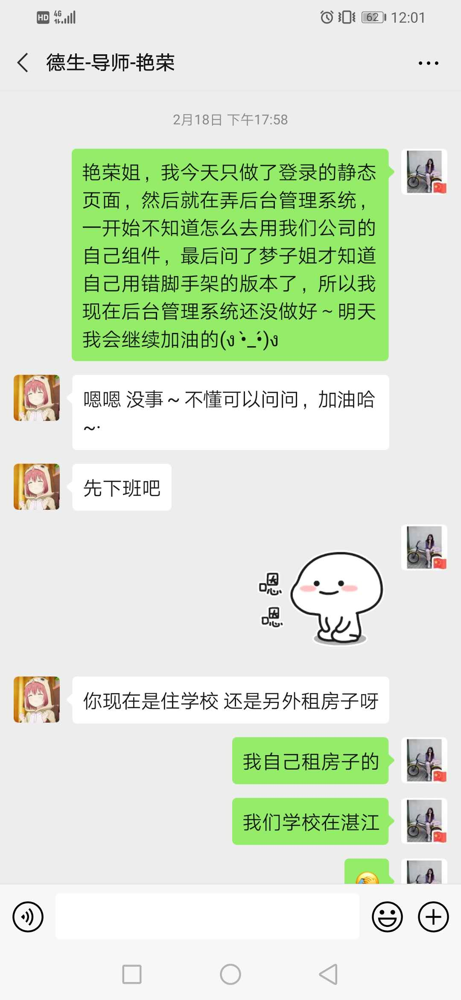 HD 4G 62 12:01
德生-导师-艳荣
2月18日 下午17:58
艳荣姐，我今天只做了登录的静态
页面，然后就在弄后台管理系统，
一开始不知道怎么去用我们公司的
自己组件，最后问了梦子姐才知道
自己用错脚手架的版本了，所以我
现在后台管理系统还没做好～明天
我会继续加油的(ง •̀_•́)ง
嗯嗯 没事～不懂可以问问，加油哈
~·
先下班吧
嗯
嗯
你现在是住学校 还是另外租房子呀
我自己租房子的
我们学校在湛江